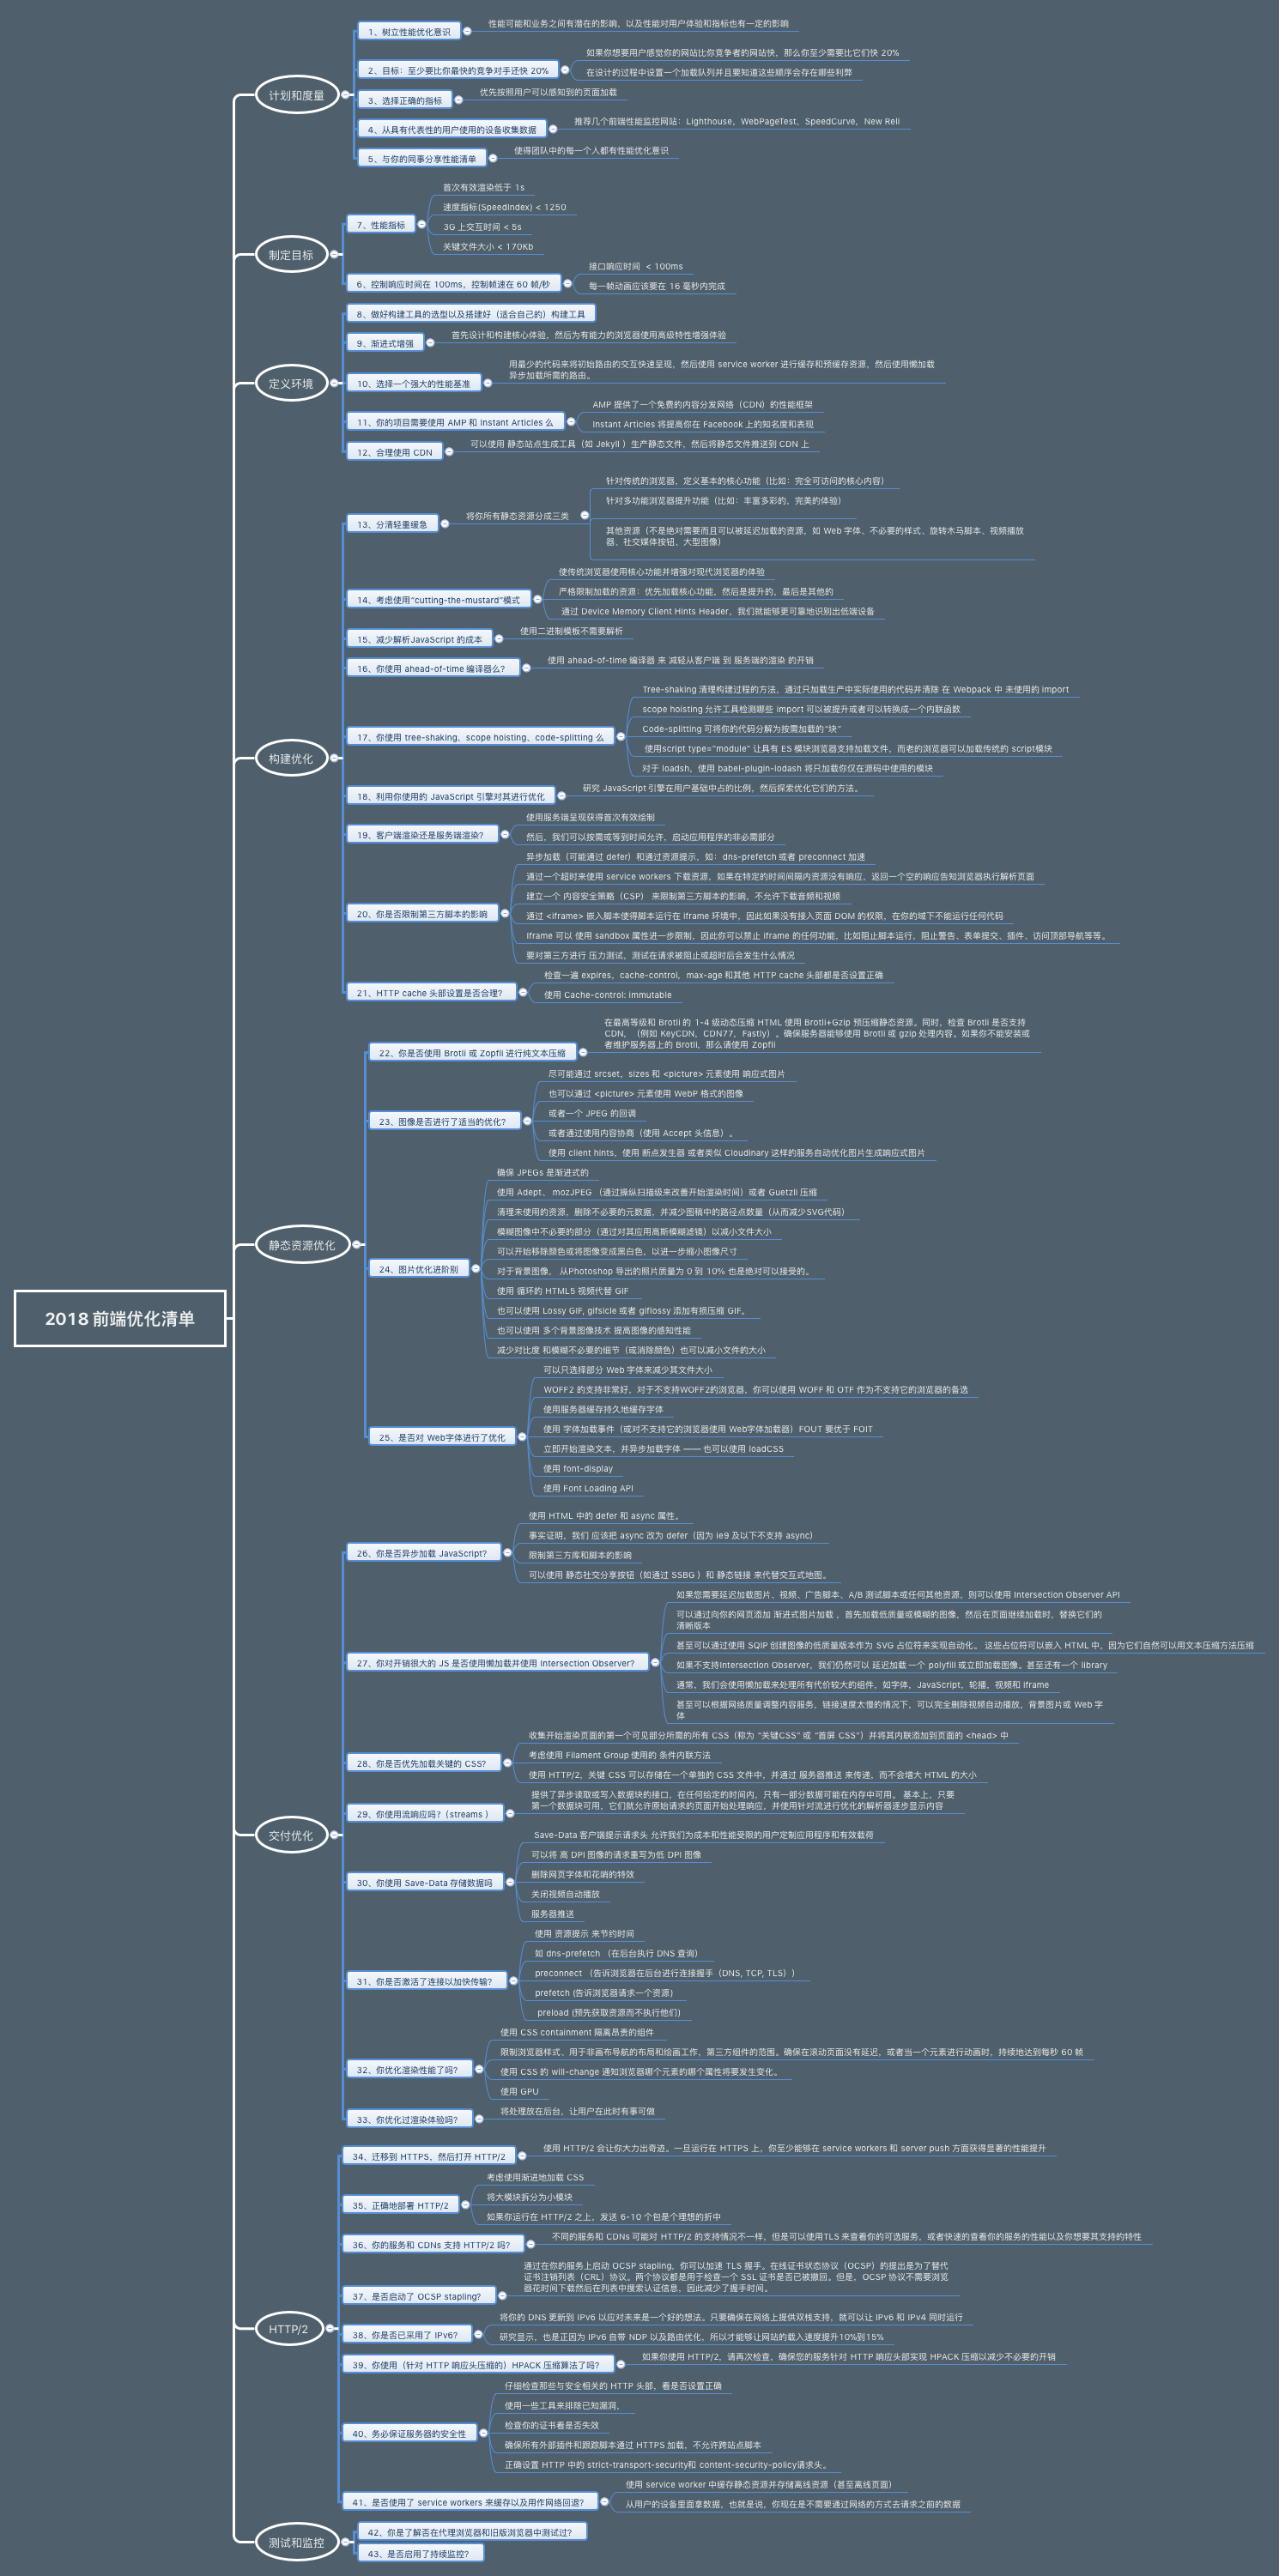 2018 前端优化清单
计划和度量
1、树立性能优化意识
性能可能和业务之间有潜在的影响，以及性能对用户体验和指标也有一定的影响
2、目标：至少要比你最快的竞争对手还快 20%
如果你想要用户感觉你的网站比你竞争者的网站快，那么你至少需要比它们快 20%
在设计的过程中设置一个加载队列并且要知道这些顺序会存在哪些利弊
3、选择正确的指标
优先按照用户可以感知到的页面加载
4、从具有代表性的用户使用的设备收集数据
推荐几个前端性能监控网站：Lighthouse，WebPageTest、SpeedCurve，New Reli
5、与你的同事分享性能清单
使得团队中的每一个人都有性能优化意识
制定目标
7、性能指标
首次有效渲染低于 1s
速度指标(SpeedIndex) < 1250
3G 上交互时间 < 5s
关键文件大小 < 170Kb
6、控制响应时间在 100ms，控制帧速在 60 帧/秒
接口响应时间 < 100ms
每一帧动画应该要在 16 毫秒内完成
定义环境
8、做好构建工具的选型以及搭建好（适合自己的）构建工具
9、渐进式增强
首先设计和构建核心体验，然后为有能力的浏览器使用高级特性增强体验
10、选择一个强大的性能基准
用最少的代码来将初始路由的交互快速呈现，然后使用 service worker 进行缓存和预缓存资源，然后使用懒加载
异步加载所需的路由。
11、你的项目需要使用 AMP 和 Instant Articles 么
AMP 提供了一个免费的内容分发网络（CDN）的性能框架
Instant Articles 将提高你在 Facebook 上的知名度和表现
12、合理使用 CDN
可以使用 静态站点生成工具（如 Jekyll ）生产静态文件，然后将静态文件推送到 CDN 上
构建优化
13、分清轻重缓急
将你所有静态资源分成三类
针对传统的浏览器，定义基本的核心功能（比如：完全可访问的核心内容）
针对多功能浏览器提升功能（比如：丰富多彩的，完美的体验）
其他资源（不是绝对需要而且可以被延迟加载的资源，如 Web 字体、不必要的样式、旋转木马脚本、视频播放
器、社交媒体按钮、大型图像）
14、考虑使用“cutting-the-mustard”模式
使传统浏览器使用核心功能并增强对现代浏览器的体验
严格限制加载的资源：优先加载核心功能，然后是提升的，最后是其他的
通过 Device Memory Client Hints Header，我们就能够更可靠地识别出低端设备
15、减少解析JavaScript 的成本
使用二进制模板不需要解析
16、你使用 ahead-of-time 编译器么？
使用 ahead-of-time 编译器 来 减轻从客户端 到 服务端的渲染 的开销
17、你使用 tree-shaking、scope hoisting、code-splitting 么
Tree-shaking 清理构建过程的方法，通过只加载生产中实际使用的代码并清除 在 Webpack 中 未使用的 import
scope hoisting 允许工具检测哪些 import 可以被提升或者可以转换成一个内联函数
Code-splitting 可将你的代码分解为按需加载的“块”
使用script type="module" 让具有 ES 模块浏览器支持加载文件，而老的浏览器可以加载传统的 script模块
对于 loadsh，使用 babel-plugin-lodash 将只加载你仅在源码中使用的模块
18、利用你使用的 JavaScript 引擎对其进行优化
研究 JavaScript 引擎在用户基础中占的比例，然后探索优化它们的方法。
19、客户端渲染还是服务端渲染？
使用服务端呈现获得首次有效绘制
然后，我们可以按需或等到时间允许，启动应用程序的非必需部分
20、你是否限制第三方脚本的影响
异步加载（可能通过 defer）和通过资源提示，如：dns-prefetch 或者 preconnect 加速
通过一个超时来使用 service workers 下载资源，如果在特定的时间间隔内资源没有响应，返回一个空的响应告知浏览器执行解析页面
建立一个 内容安全策略（CSP） 来限制第三方脚本的影响，不允许下载音频和视频
通过 <iframe> 嵌入脚本使得脚本运行在 iframe 环境中，因此如果没有接入页面 DOM 的权限，在你的域下不能运行任何代码
Iframe 可以 使用 sandbox 属性进一步限制，因此你可以禁止 iframe 的任何功能，比如阻止脚本运行，阻止警告、表单提交、插件、访问顶部导航等等。
要对第三方进行 压力测试，测试在请求被阻止或超时后会发生什么情况
21、HTTP cache 头部设置是否合理？
检查一遍 expires，cache-control，max-age 和其他 HTTP cache 头部都是否设置正确
使用 Cache-control: immutable
静态资源优化
22、你是否使用 Brotli 或 Zopfli 进行纯文本压缩
在最高等级和 Brotli 的 1-4 级动态压缩 HTML 使用 Brotli+Gzip 预压缩静态资源。同时，检查 Brotli 是否支持
CDN，（例如 KeyCDN，CDN77，Fastly）。确保服务器能够使用 Brotli 或 gzip 处理内容。如果你不能安装或
者维护服务器上的 Brotli，那么请使用 Zopfli
23、图像是否进行了适当的优化？
尽可能通过 srcset，sizes 和 <picture> 元素使用 响应式图片
也可以通过 <picture> 元素使用 WebP 格式的图像
或者一个 JPEG 的回调
或者通过使用内容协商（使用 Accept 头信息）。
使用 client hints，使用 断点发生器 或者类似 Cloudinary 这样的服务自动优化图片生成响应式图片
24、图片优化进阶别
确保 JPEGs 是渐进式的
使用 Adept、 mozJPEG （通过操纵扫描级来改善开始渲染时间）或者 Guetzli 压缩
清理未使用的资源，删除不必要的元数据，并减少图稿中的路径点数量（从而减少SVG代码）
模糊图像中不必要的部分（通过对其应用高斯模糊滤镜）以减小文件大小
可以开始移除颜色或将图像变成黑白色，以进一步缩小图像尺寸
对于背景图像， 从Photoshop 导出的照片质量为 0 到 10% 也是绝对可以接受的。
使用 循环的 HTML5 视频代替 GIF
也可以使用 Lossy GIF, gifsicle 或者 giflossy 添加有损压缩 GIF。
也可以使用 多个背景图像技术 提高图像的感知性能
减少对比度 和模糊不必要的细节（或消除颜色）也可以减小文件的大小
25、是否对 Web字体进行了优化
可以只选择部分 Web 字体来减少其文件大小
WOFF2 的支持非常好，对于不支持WOFF2的浏览器，你可以使用 WOFF 和 OTF 作为不支持它的浏览器的备选
使用服务器缓存持久地缓存字体
使用 字体加载事件（或对不支持它的浏览器使用 Web字体加载器）FOUT 要优于 FOIT
立即开始渲染文本，并异步加载字体 —— 也可以使用 loadCSS
使用 font-display
使用 Font Loading API
交付优化
26、你是否异步加载 JavaScript？
使用 HTML 中的 defer 和 async 属性。
事实证明，我们 应该把 async 改为 defer（因为 ie9 及以下不支持 async)
限制第三方库和脚本的影响
可以使用 静态社交分享按钮（如通过 SSBG ）和 静态链接 来代替交互式地图。
27、你对开销很大的 JS 是否使用懒加载并使用 Intersection Observer？
如果您需要延迟加载图片、视频、广告脚本、A/B 测试脚本或任何其他资源，则可以使用 Intersection Observer API
可以通过向你的网页添加 渐进式图片加载 ，首先加载低质量或模糊的图像，然后在页面继续加载时，替换它们的
清晰版本
甚至可以通过使用 SQIP 创建图像的低质量版本作为 SVG 占位符来实现自动化。 这些占位符可以嵌入 HTML 中，因为它们自然可以用文本压缩方法压缩
如果不支持Intersection Observer，我们仍然可以 延迟加载 一个 polyfill 或立即加载图像。甚至还有一个 library
通常，我们会使用懒加载来处理所有代价较大的组件，如字体，JavaScript，轮播，视频和 iframe
甚至可以根据网络质量调整内容服务，链接速度太慢的情况下，可以完全删除视频自动播放，背景图片或 Web 字
体
28、你是否优先加载关键的 CSS？
收集开始渲染页面的第一个可见部分所需的所有 CSS（称为 “关键CSS” 或 “首屏 CSS”）并将其内联添加到页面的 <head> 中
考虑使用 Filament Group 使用的 条件内联方法
使用 HTTP/2，关键 CSS 可以存储在一个单独的 CSS 文件中，并通过 服务器推送 来传递，而不会增大 HTML 的大小
29、你使用流响应吗？（streams ）
提供了异步读取或写入数据块的接口，在任何给定的时间内，只有一部分数据可能在内存中可用。 基本上，只要
第一个数据块可用，它们就允许原始请求的页面开始处理响应，并使用针对流进行优化的解析器逐步显示内容
30、你使用 Save-Data 存储数据吗
Save-Data 客户端提示请求头 允许我们为成本和性能受限的用户定制应用程序和有效载荷
可以将 高 DPI 图像的请求重写为低 DPI 图像
删除网页字体和花哨的特效
关闭视频自动播放
服务器推送
31、你是否激活了连接以加快传输？
使用 资源提示 来节约时间
如 dns-prefetch （在后台执行 DNS 查询）
preconnect （告诉浏览器在后台进行连接握手（DNS, TCP, TLS））
prefetch (告诉浏览器请求一个资源)
preload (预先获取资源而不执行他们)
32、你优化渲染性能了吗？
使用 CSS containment 隔离昂贵的组件
限制浏览器样式、用于非画布导航的布局和绘画工作，第三方组件的范围。确保在滚动页面没有延迟，或者当一个元素进行动画时，持续地达到每秒 60 帧
使用 CSS 的 will-change 通知浏览器哪个元素的哪个属性将要发生变化。
使用 GPU
33、你优化过渲染体验吗？
将处理放在后台，让用户在此时有事可做
HTTP/2
34、迁移到 HTTPS，然后打开 HTTP/2
使用 HTTP/2 会让你大力出奇迹。一旦运行在 HTTPS 上，你至少能够在 service workers 和 server push 方面获得显著的性能提升
35、正确地部署 HTTP/2
考虑使用渐进地加载 CSS
将大模块拆分为小模块
如果你运行在 HTTP/2 之上，发送 6-10 个包是个理想的折中
36、你的服务和 CDNs 支持 HTTP/2 吗？
不同的服务和 CDNs 可能对 HTTP/2 的支持情况不一样，但是可以使用TLS 来查看你的可选服务，或者快速的查看你的服务的性能以及你想要其支持的特性
37、是否启动了 OCSP stapling？
通过在你的服务上启动 OCSP stapling，你可以加速 TLS 握手。在线证书状态协议（OCSP）的提出是为了替代
证书注销列表（CRL）协议。两个协议都是用于检查一个 SSL 证书是否已被撤回。但是，OCSP 协议不需要浏览
器花时间下载然后在列表中搜索认证信息，因此减少了握手时间。
38、你是否已采用了 IPv6？
将你的 DNS 更新到 IPv6 以应对未来是一个好的想法。只要确保在网络上提供双栈支持，就可以让 IPv6 和 IPv4 同时运行
研究显示，也是正因为 IPv6 自带 NDP 以及路由优化，所以才能够让网站的载入速度提升10%到15%
39、你使用（针对 HTTP 响应头压缩的）HPACK 压缩算法了吗？
如果你使用 HTTP/2，请再次检查，确保您的服务针对 HTTP 响应头部实现 HPACK 压缩以减少不必要的开销
40、务必保证服务器的安全性
仔细检查那些与安全相关的 HTTP 头部，看是否设置正确
使用一些工具来排除已知漏洞，
检查你的证书看是否失效
确保所有外部插件和跟踪脚本通过 HTTPS 加载，不允许跨站点脚本
正确设置 HTTP 中的 strict-transport-security和 content-security-policy请求头。
41、是否使用了 service workers 来缓存以及用作网络回退？
使用 service worker 中缓存静态资源并存储离线资源（甚至离线页面）
从用户的设备里面拿数据，也就是说，你现在是不需要通过网络的方式去请求之前的数据
测试和监控
42、你是了解否在代理浏览器和旧版浏览器中测试过？
43、是否启用了持续监控？